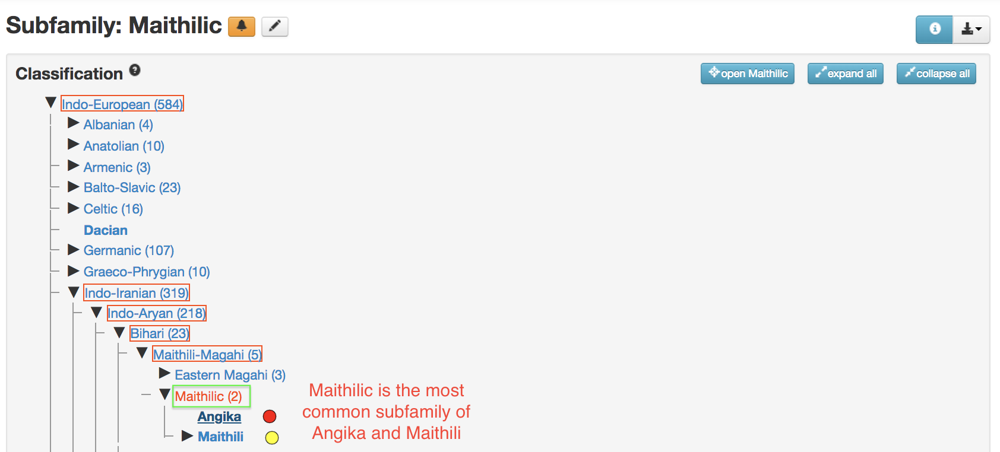 Subfamily: Maithilic
Classification ?
open Maithilic
expand all
collapse all
Indo-European (584)
Albanian (4)
Anatolian (10)
Armenic (3)
Balto-Slavic (23)
Celtic (16)
Dacian
Germanic (107)
Graeco-Phrygian (10)
Indo-Iranian (319)
Indo-Aryan (218)
Bihari (23)
Maithili-Magahi (5)
Eastern Magahi (3)
Maithilic (2)
Angika
Maithili
Maithilic is the most
common subfamily of
Angika and Maithili